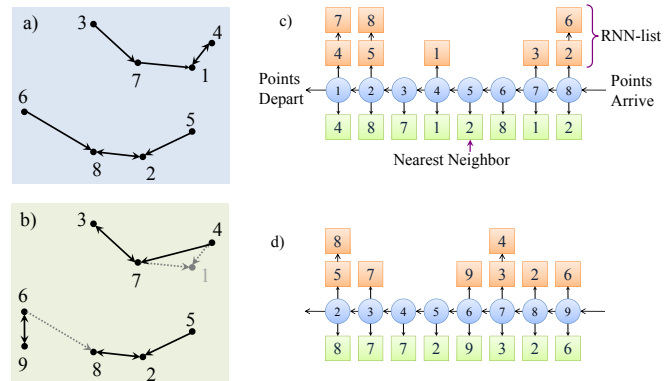 a)
3
4
7
1
6
5
8
2
c)
7 8 6
RNN-list
4 5 1 3 2
Points
Depart
1 2 3 4 5 6 7 8
Points
Arrive
4 8 7 1 2 8 1 2
Nearest Neighbor
b)
3
4
7
1
6
5
9
8
2
d)
8 4
5 7 9 3 2 6
2 3 4 5 6 7 8 9
8 7 7 2 9 3 2 6